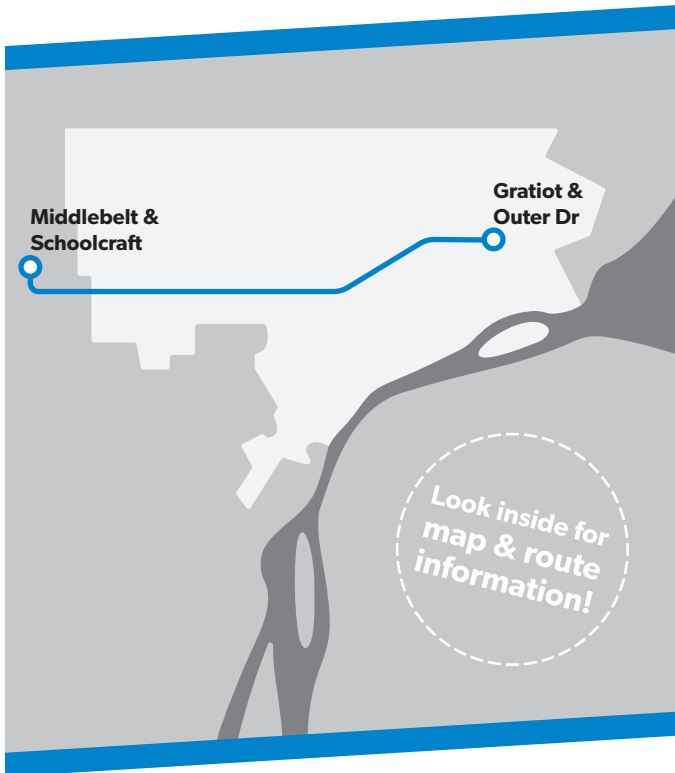 Gratiot &
Outer Dr
Middlebelt &
Schoolcraft
Look inside for
map & route
information!